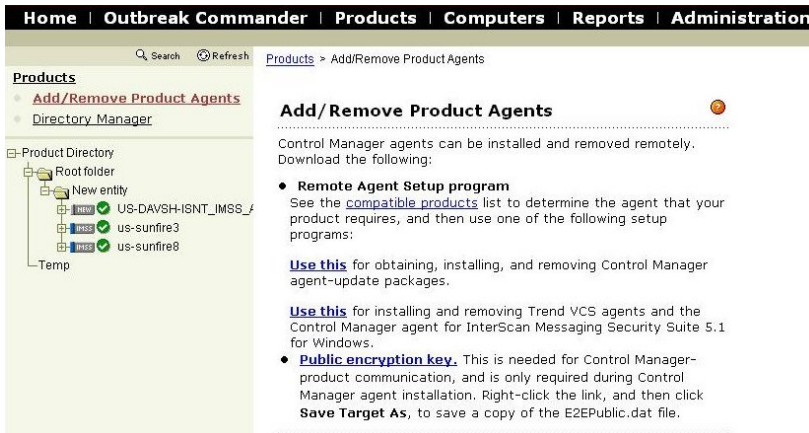 Home | Outbreak Commander | Products | Computers | Reports | Administration
Search Refresh
Products
Add/Remove Product Agents
Directory Manager
Product Directory
Root folder
New entity
NEW US-DAVSH-ISNT_IMSS_A
IMSS us-sunfire3
IMSS us-sunfire8
Temp
Products > Add/Remove Product Agents
Add/Remove Product Agents
?
Control Manager agents can be installed and removed remotely.
Download the following:
• Remote Agent Setup program
See the compatible products list to determine the agent that your
product requires, and then use one of the following setup
programs:
Use this for obtaining, installing, and removing Control Manager
agent-update packages.
Use this for installing and removing Trend VCS agents and the
Control Manager agent for InterScan Messaging Security Suite 5.1
for Windows.
• Public encryption key. This is needed for Control Manager-
product communication, and is only required during Control
Manager agent installation. Right-click the link, and then click
Save Target As, to save a copy of the E2EPublic.dat file.